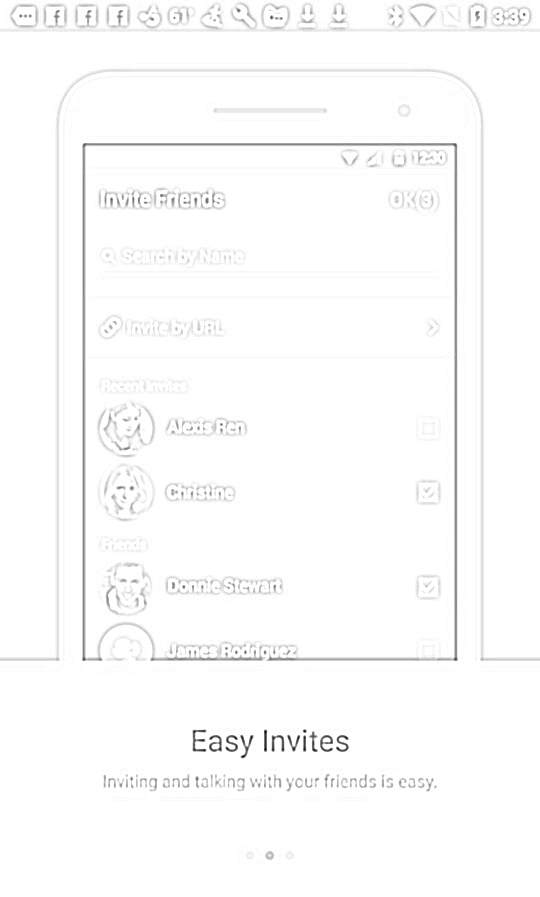 61°
3:39
12:30
Invite Friends
OK(3)
Search by Name
Invite by URL
Recent Invites
Alexis Ren
Christine
Friends
Donnie Stewart
James Rodriguez
Easy Invites
Inviting and talking with your friends is easy.